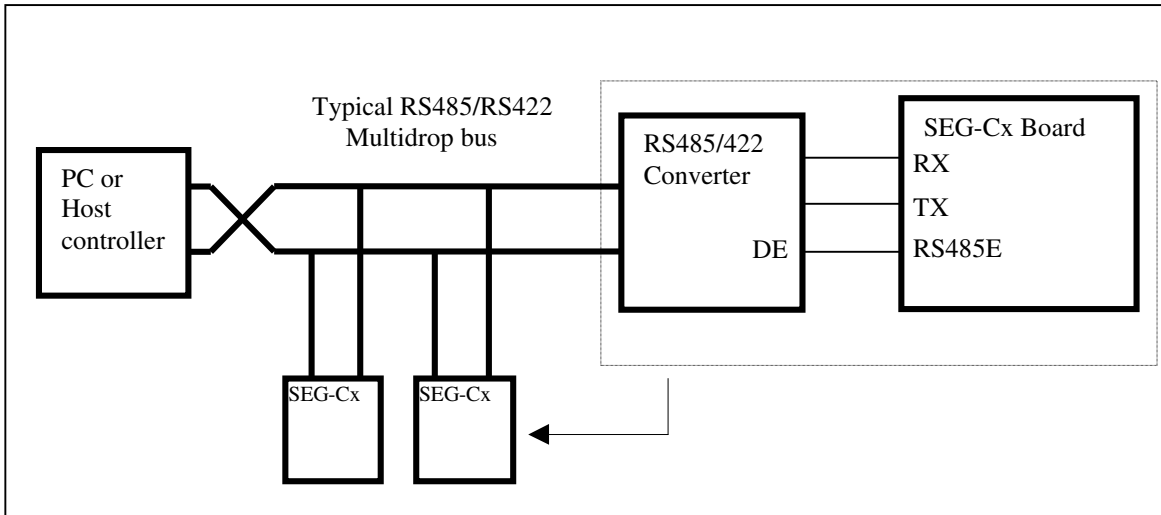 Typical RS485/RS422
Multidrop bus
PC or
Host
controller
RS485/422
Converter
DE
SEG-Cx Board
RX
TX
RS485E
SEG-Cx
SEG-Cx